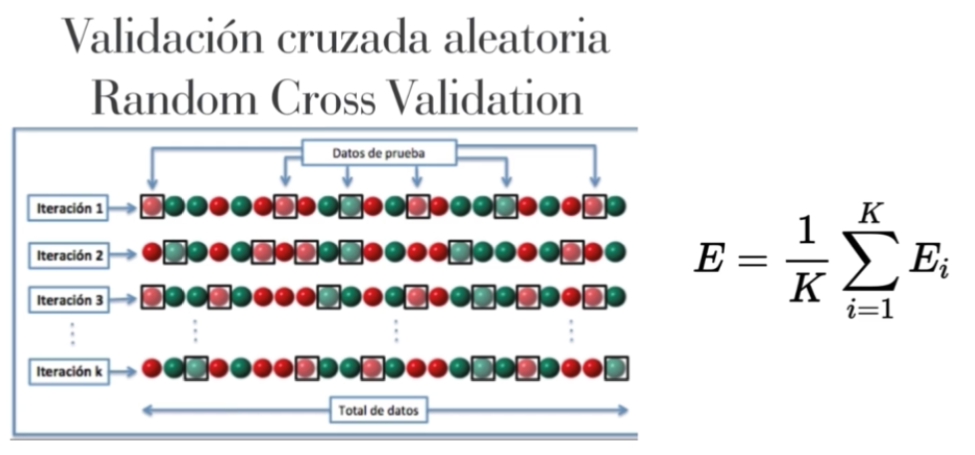 Validación cruzada aleatoria
Random Cross Validation
Datos de prueba
Iteración 1
Iteración 2
Iteración 3
Iteración k
Total de datos
E = \frac{1}{K} \sum_{i=1}^{K} E_i